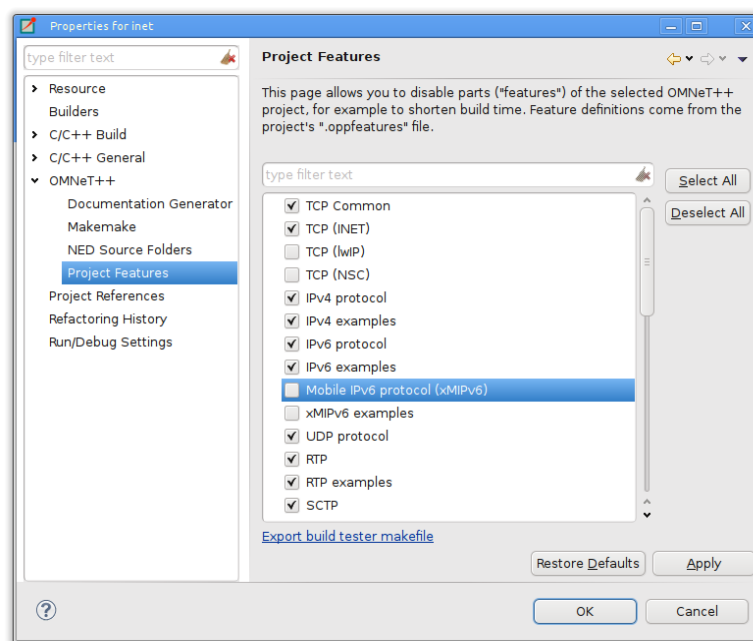 Properties for inet
type filter text
Resource
Builders
C/C++ Build
C/C++ General
OMNeT++
Documentation Generator
Makemake
NED Source Folders
Project Features
Project References
Refactoring History
Run/Debug Settings
Project Features
This page allows you to disable parts ("features") of the selected OMNeT++
project, for example to shorten build time. Feature definitions come from the
project's ".oppfeatures" file.
type filter text
TCP Common
TCP (INET)
TCP (lwIP)
TCP (NSC)
IPv4 protocol
IPv4 examples
IPv6 protocol
IPv6 examples
Mobile IPv6 protocol (xMIPv6)
xMIPv6 examples
UDP protocol
RTP
RTP examples
SCTP
Select All
Deselect All
Export build tester makefile
Restore Defaults
Apply
OK
Cancel